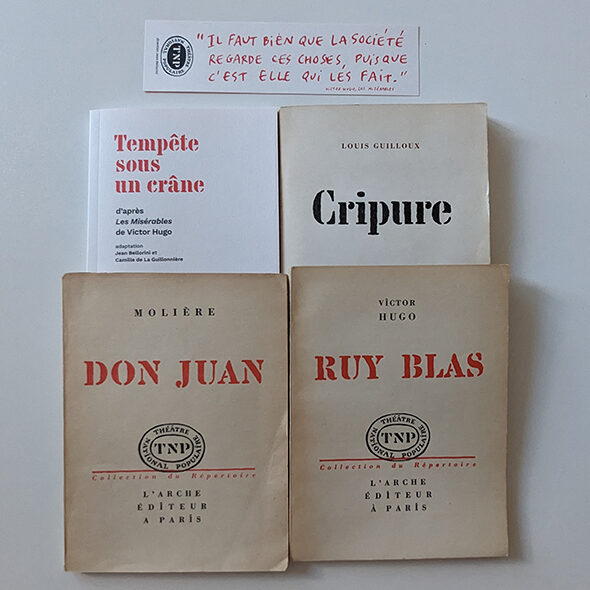 THÉÂTRE
NATIONAL POPULAIRE
TNP
"IL FAUT BIEN QUE LA SOCIÉTÉ
REGARDE CES CHOSES, PUISQUE
C'EST ELLE QUI LES FAIT."
VICTOR HUGO, LES MISÉRABLES
Tempête
sous
un crâne
d'après
Les Misérables
de Victor Hugo
adaptation
Jean Bellorini et
Camille de La Guillonnière
LOUIS GUILLOUX
Cripure
MOLIÈRE
DON JUAN
THÉÂTRE
NATIONAL POPULAIRE
TNP
Collection du Répertoire
L'ARCHE
ÉDITEUR
A PARIS
VICTOR
HUGO
RUY BLAS
THÉÂTRE
NATIONAL POPULAIRE
TNP
Collection du Répertoire
L'ARCHE
ÉDITEUR
À PARIS